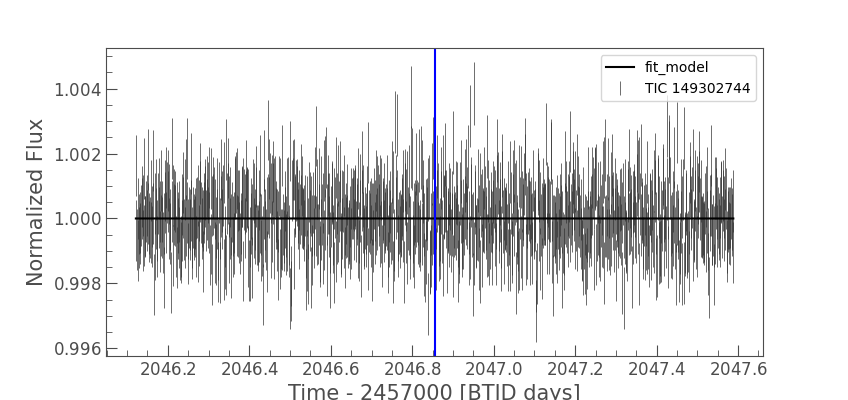 fit_model
TIC 149302744
1.004
1.002
1.000
0.998
0.996
Normalized Flux
2046.2 2046.4 2046.6 2046.8 2047.0 2047.2 2047.4 2047.6
Time - 2457000 [BTJD days]